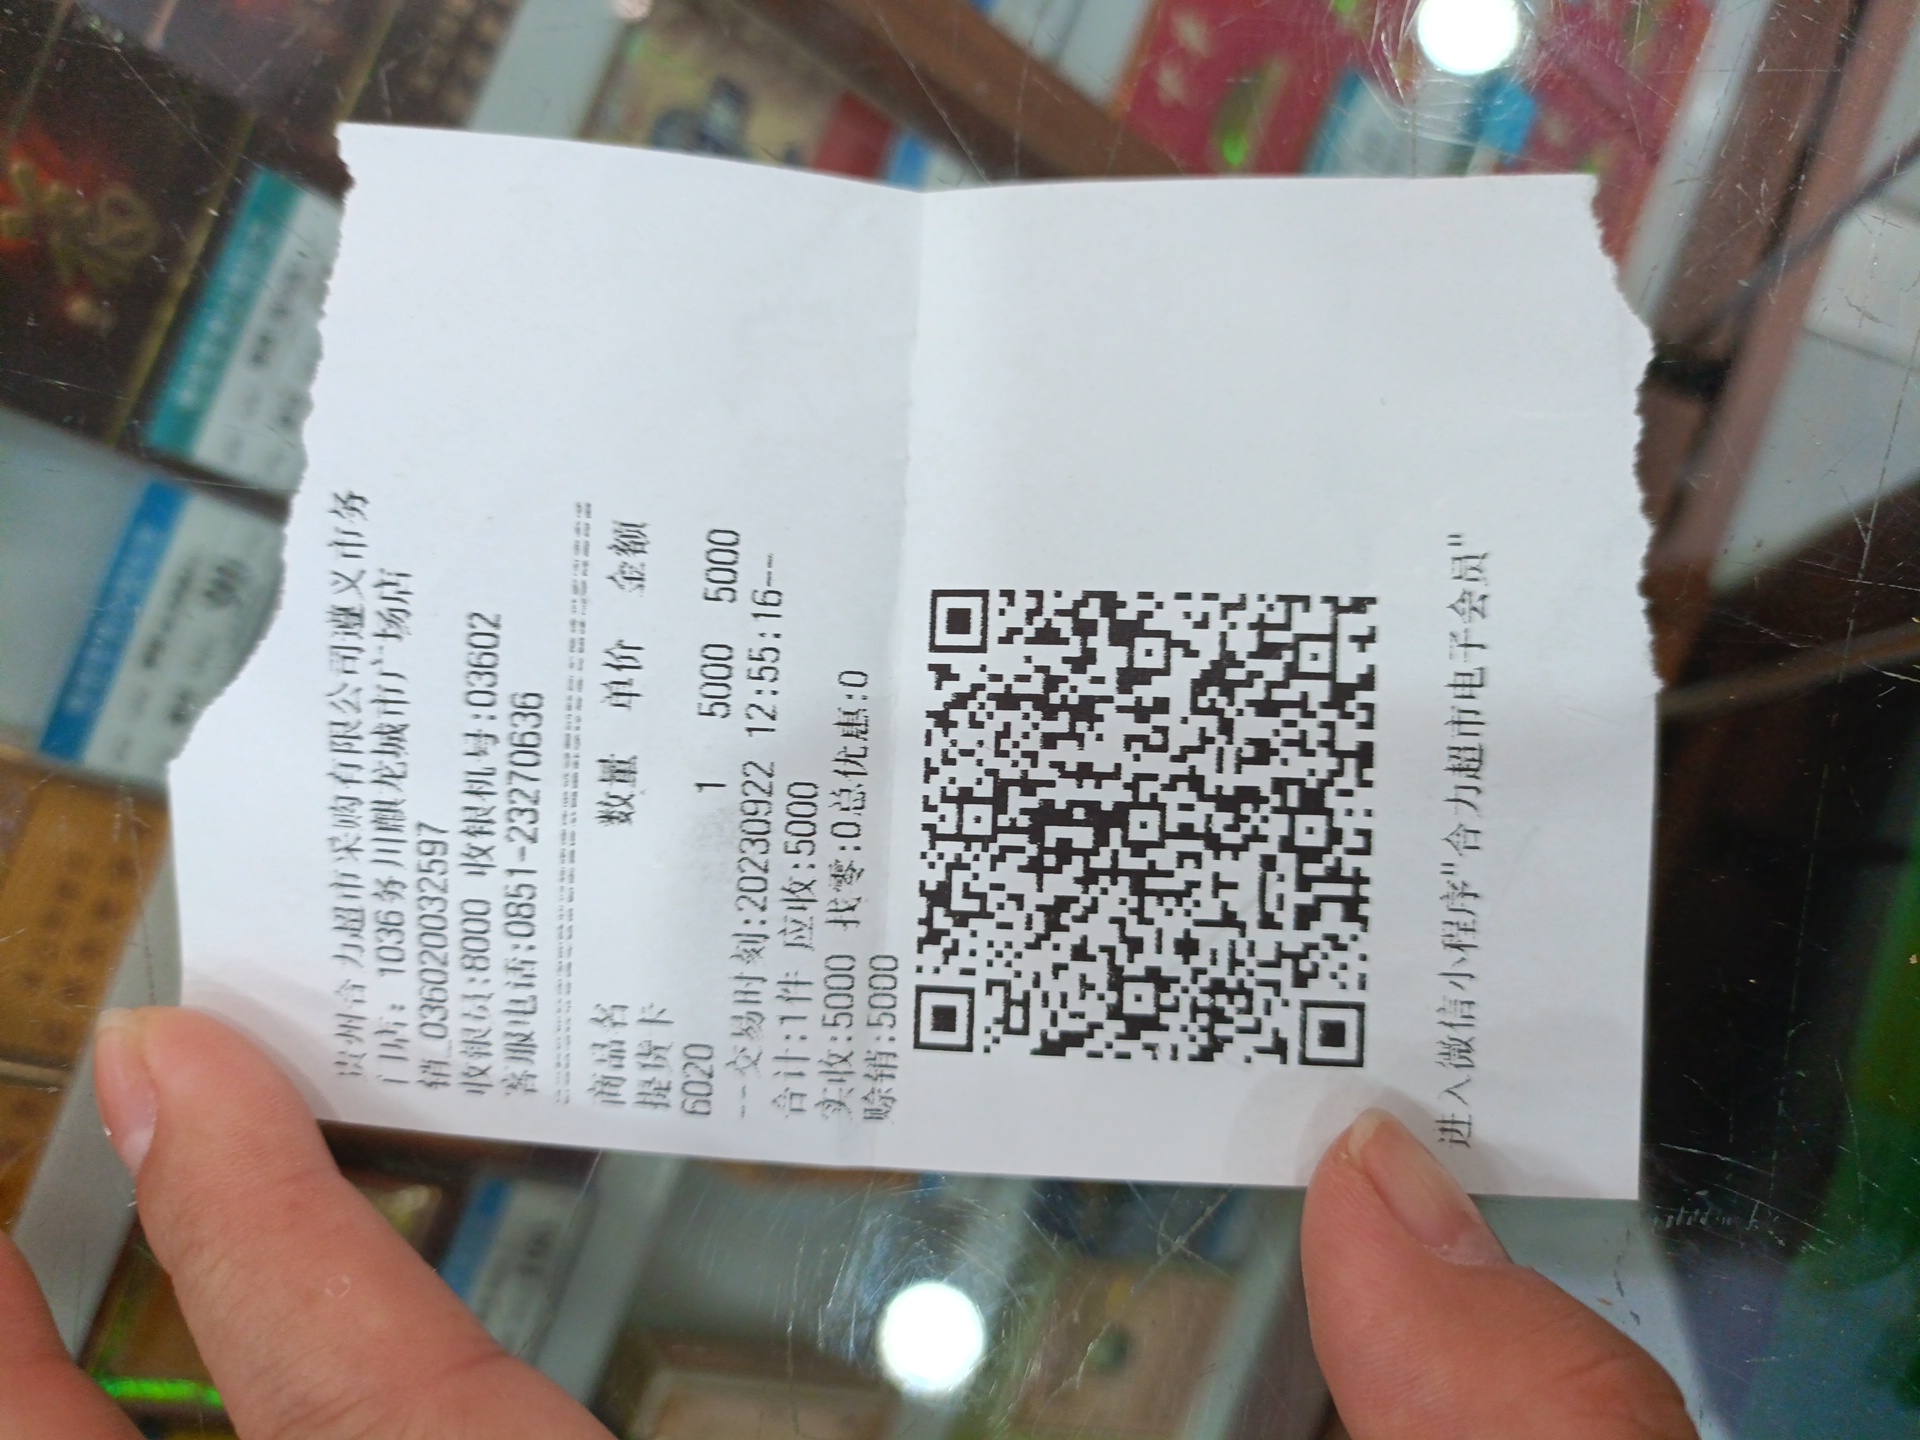 贵州合力超市采购有限公司遵义市务
门店: 1036务川麒龙城市广场店
销_036020032597
收银员:8000 收银机号:03602
客服电话:0851-23270636
商品名 数量 单价 金额
提货卡
6020 1 5000 5000
--交易时刻:20230922 12:55:16--
合计:1件 应收:5000
实收:5000 找零:0总优惠:0
赊销:5000
进入微信小程序"合力超市电子会员"